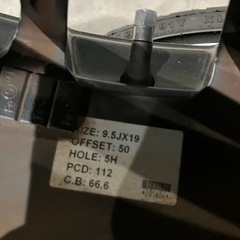 SIZE: 9.5JX19
OFFSET: 50
HOLE: 5H
PCD: 112
C.B: 66.6